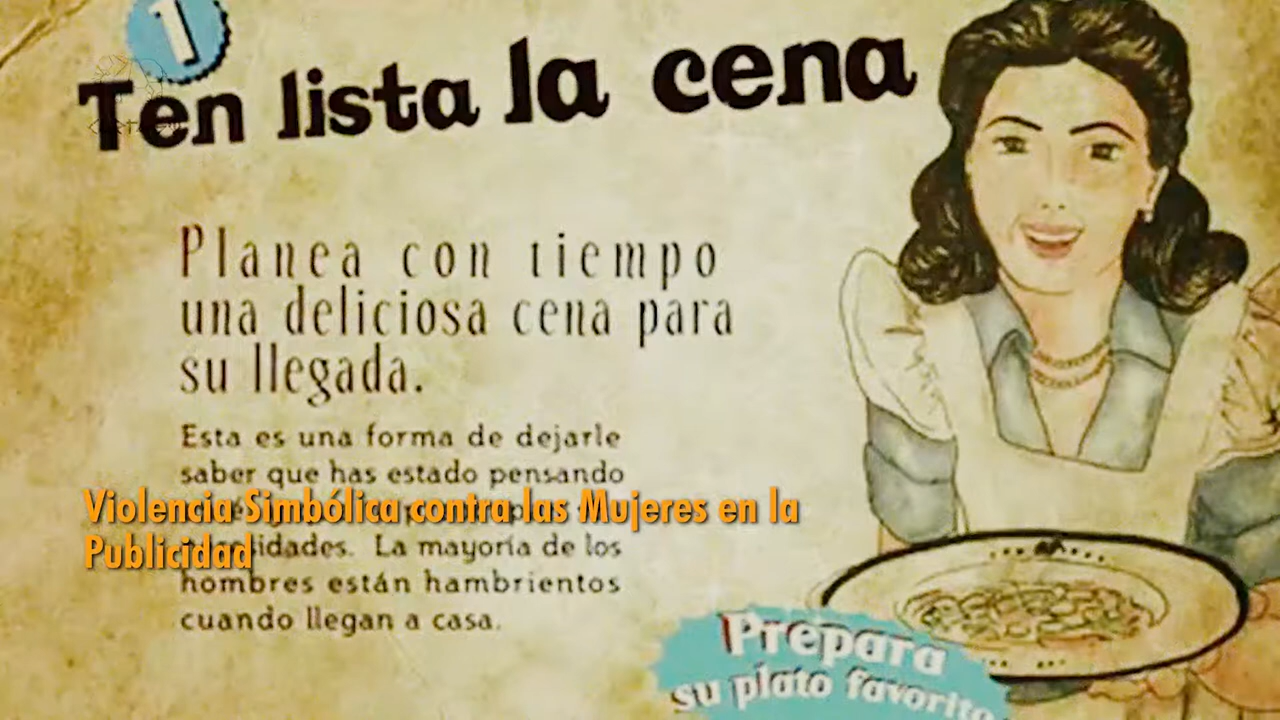 1
Ten lista la cena
Planea con tiempo
una deliciosa cena para
su llegada.
Esta es una forma de dejarle
saber que has estado pensando
Violencia Simbólica contra las Mujeres en la
Publicidad
La mayoría de los
hombres están hambrientos
cuando llegan a casa.
Prepara
su plato favorito